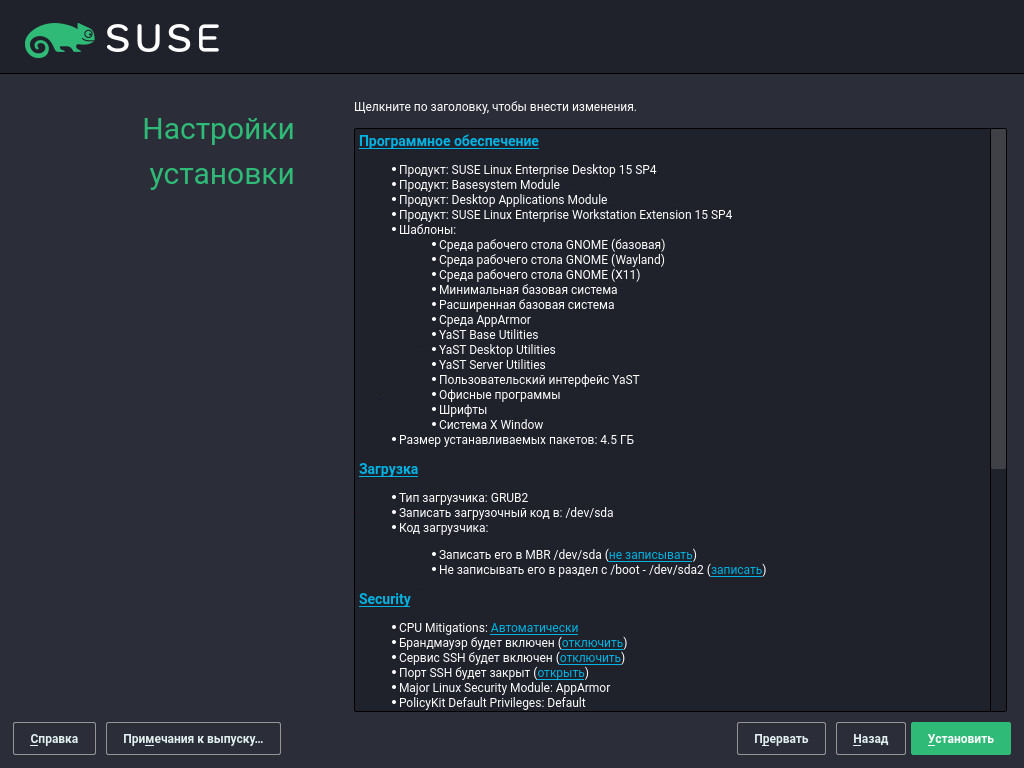 SUSE
Настройки
установки
Щелкните по заголовку, чтобы внести изменения.
Программное обеспечение
• Продукт: SUSE Linux Enterprise Desktop 15 SP4
• Продукт: Basesystem Module
• Продукт: Desktop Applications Module
• Продукт: SUSE Linux Enterprise Workstation Extension 15 SP4
• Шаблоны:
• Среда рабочего стола GNOME (базовая)
• Среда рабочего стола GNOME (Wayland)
• Среда рабочего стола GNOME (X11)
• Минимальная базовая система
• Расширенная базовая система
• Среда AppArmor
• YaST Base Utilities
• YaST Desktop Utilities
• YaST Server Utilities
• Пользовательский интерфейс YaST
• Офисные программы
• Шрифты
• Система X Window
• Размер устанавливаемых пакетов: 4.5 ГБ
Загрузка
• Тип загрузчика: GRUB2
• Записать загрузочный код в: /dev/sda
• Код загрузчика:
• Записать его в MBR /dev/sda (не записывать)
• Не записывать его в раздел с /boot - /dev/sda2 (записать)
Security
• CPU Mitigations: Автоматически
• Брандмауэр будет включен (отключить)
• Сервис SSH будет включен (отключить)
• Порт SSH будет закрыт (открыть)
• Major Linux Security Module: AppArmor
• PolicyKit Default Privileges: Default
Справка
Примечания к выпуску...
Прервать
Назад
Установить